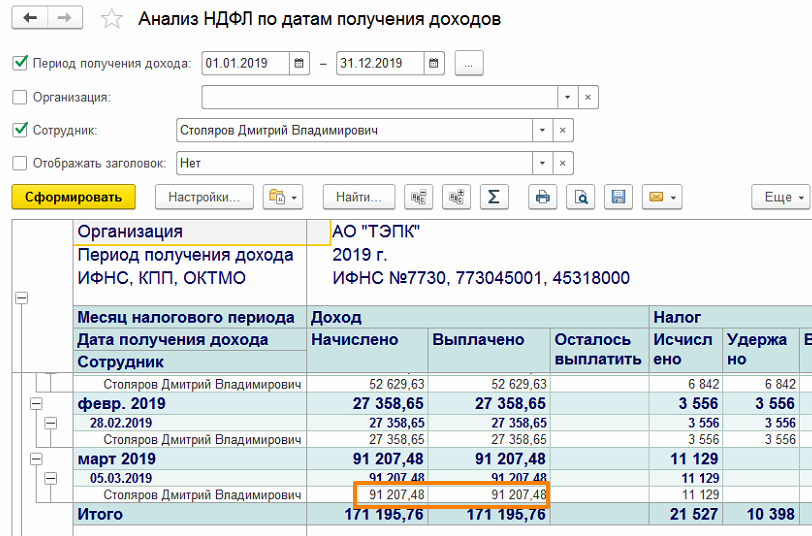 Анализ НДФЛ по датам получения доходов
Период получения дохода: 01.01.2019 – 31.12.2019 ...
Организация:
Сотрудник: Столяров Дмитрий Владимирович
Отображать заголовок: Нет
Сформировать Настройки... Найти... Σ Еще
Организация АО "ТЭПК"
Период получения дохода 2019 г.
ИФНС, КПП, ОКТМО ИФНС №7730, 773045001, 45318000
Месяц налогового периода Доход Налог
Дата получения дохода Начислено Выплачено Осталось Исчисл Удержа
Сотрудник выплатить ено но
Столяров Дмитрий Владимирович 52 629,63 52 629,63 6 842 6 842
февр. 2019 27 358,65 27 358,65 3 556 3 556
28.02.2019 27 358,65 27 358,65 3 556 3 556
Столяров Дмитрий Владимирович 27 358,65 27 358,65 3 556 3 556
март 2019 91 207,48 91 207,48 11 129
05.03.2019 91 207,48 91 207,48 11 129
Столяров Дмитрий Владимирович 91 207,48 91 207,48 11 129
Итого 171 195,76 171 195,76 21 527 10 398